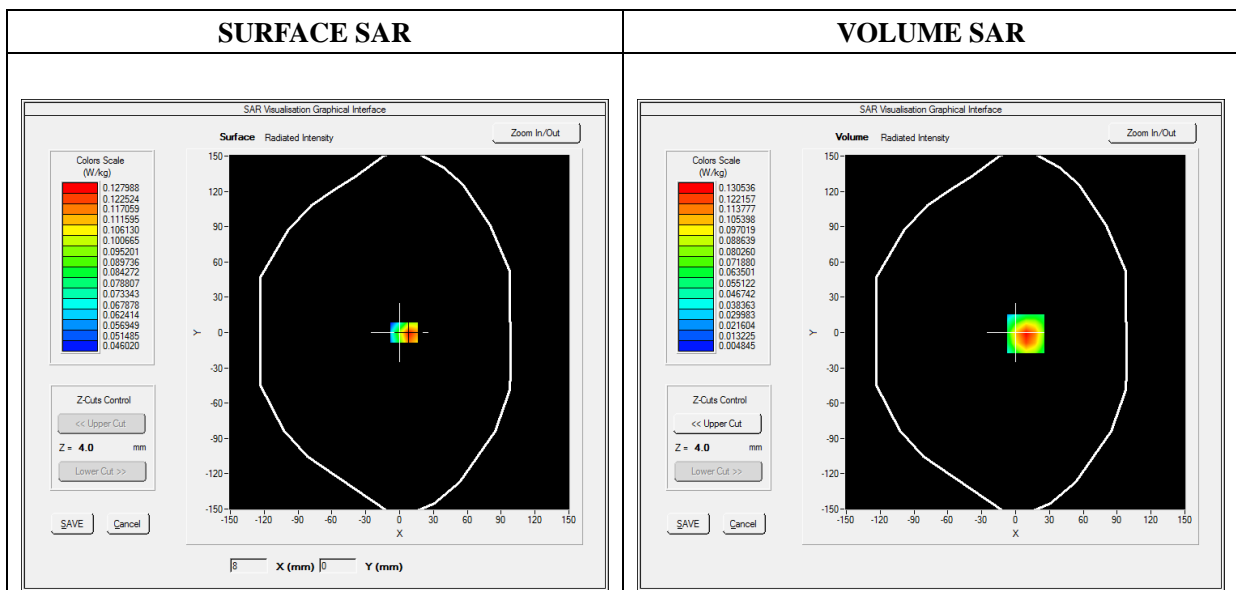 SURFACE SAR
VOLUME SAR
SAR Visualisation Graphical Interface
Surface Radiated Intensity
Zoom In/Out
Colors Scale
(W/kg)
0.127988
0.122524
0.117059
0.111595
0.106130
0.100665
0.095201
0.089736
0.084272
0.078807
0.073343
0.067878
0.062414
0.056949
0.051485
0.046020
Z-Cuts Control
<< Upper Cut
Z = 4.0 mm
Lower Cut >>
SAVE Cancel
150
120
90
60
30
0
-30
-60
-90
-120
-150
Y
-150 -120 -90 -60 -30 0 30 60 90 120 150
X
8 X (mm) 0 Y (mm)
SAR Visualisation Graphical Interface
Volume Radiated Intensity
Zoom In/Out
Colors Scale
(W/kg)
0.130536
0.122157
0.113777
0.105398
0.097019
0.088639
0.080260
0.071880
0.063501
0.055122
0.046742
0.038363
0.029983
0.021604
0.013225
0.004845
Z-Cuts Control
<< Upper Cut
Z = 4.0 mm
Lower Cut >>
SAVE Cancel
150
120
90
60
30
0
-30
-60
-90
-120
-150
Y
-150 -120 -90 -60 -30 0 30 60 90 120 150
X